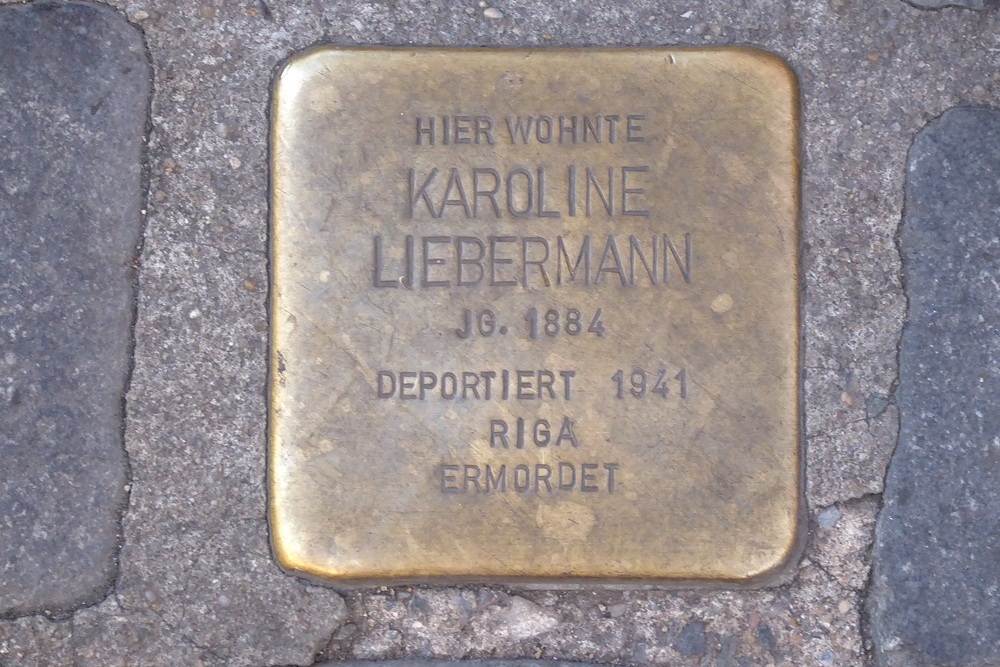 HIER WOHNTE
KAROLINE
LIEBERMANN
JG. 1884
DEPORTIERT 1941
RIGA
ERMORDET